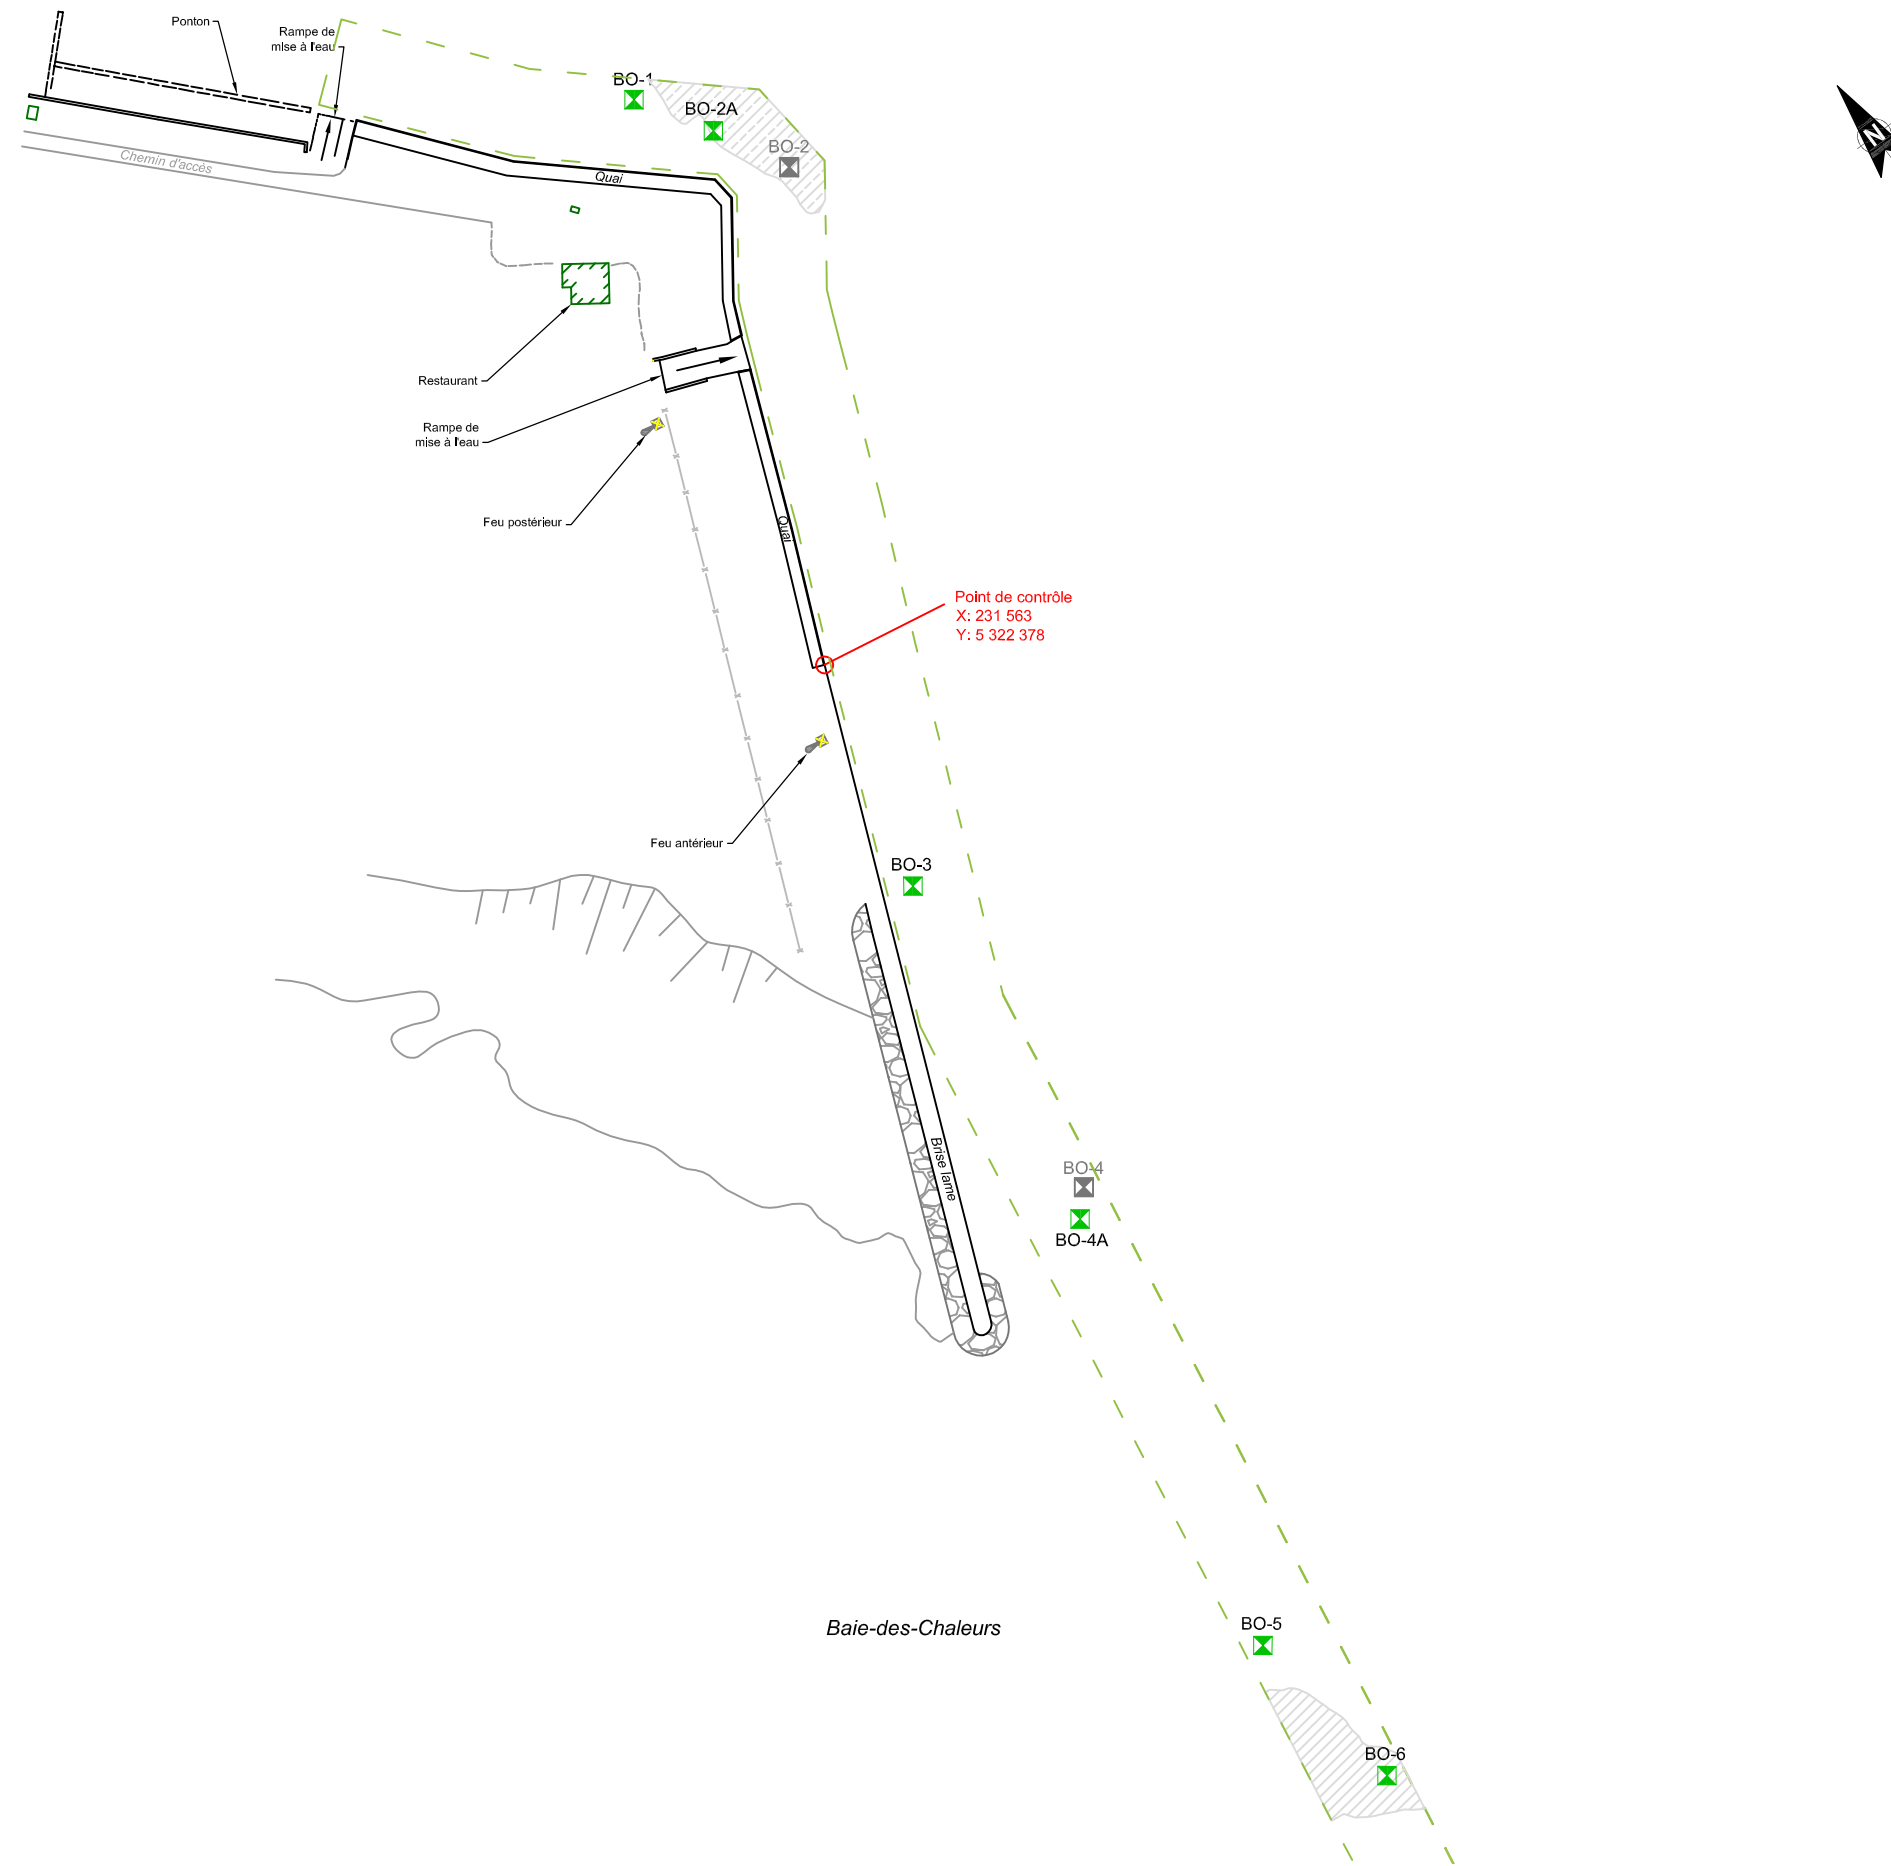 Ponton
Rampe de
mise à l'eau
BO-1
BO-2A
BO-2
N
Chemin d'accès
Quai
Restaurant
Rampe de
mise à l'eau
Feu postérieur
Quai
Point de contrôle
X: 231 563
Y: 5 322 378
Feu antérieur
BO-3
Brise lame
BO-4
BO-4A
Baie-des-Chaleurs
BO-5
BO-6